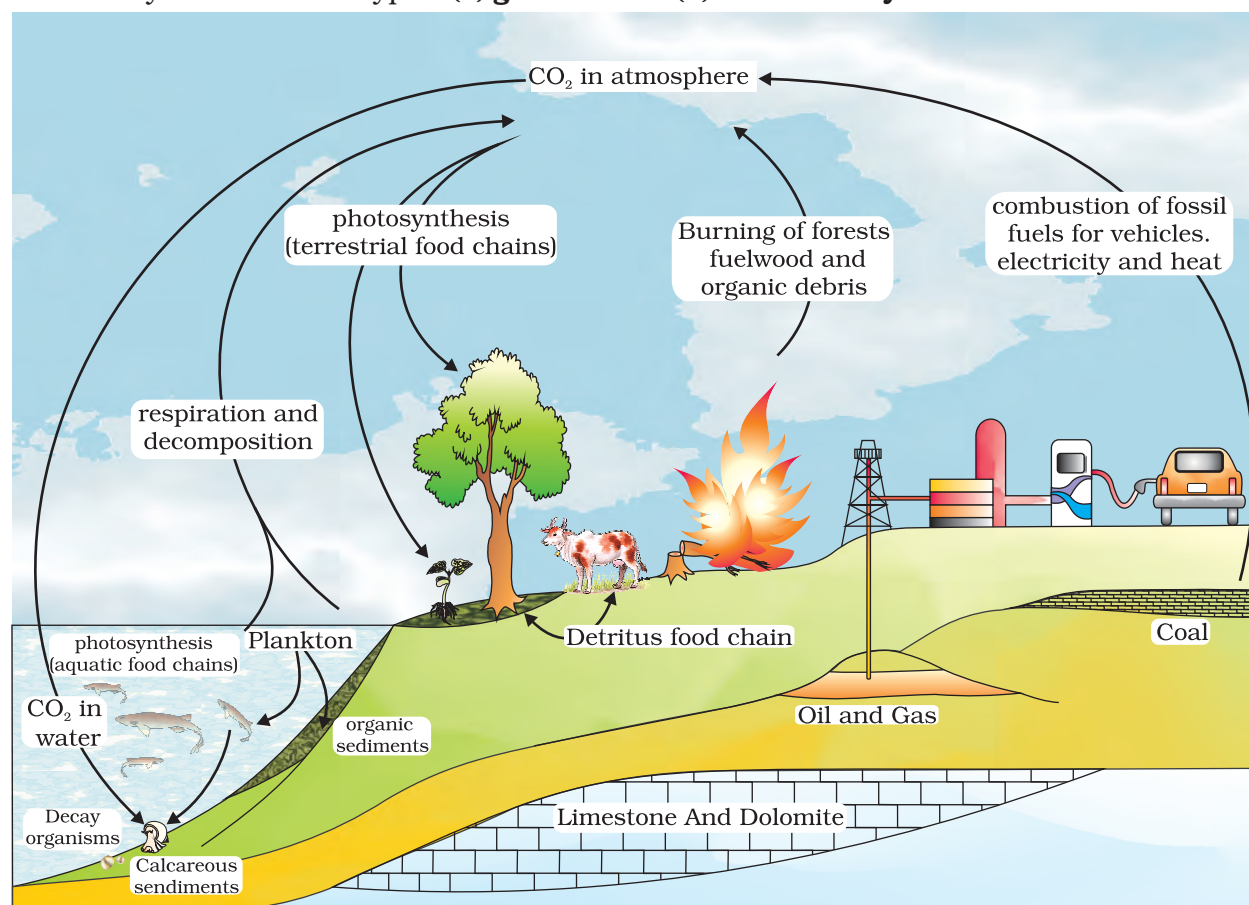 CO₂ in atmosphere
photosynthesis
(terrestrial food chains)
Burning of forests
fuelwood and
organic debris
combustion of fossil
fuels for vehicles.
electricity and heat
respiration and
decomposition
photosynthesis
(aquatic food chains)
Plankton
Detritus food chain
Coal
CO₂ in
water
organic
sediments
Oil and Gas
Decay
organisms
Limestone And Dolomite
Calcareous
sendiments